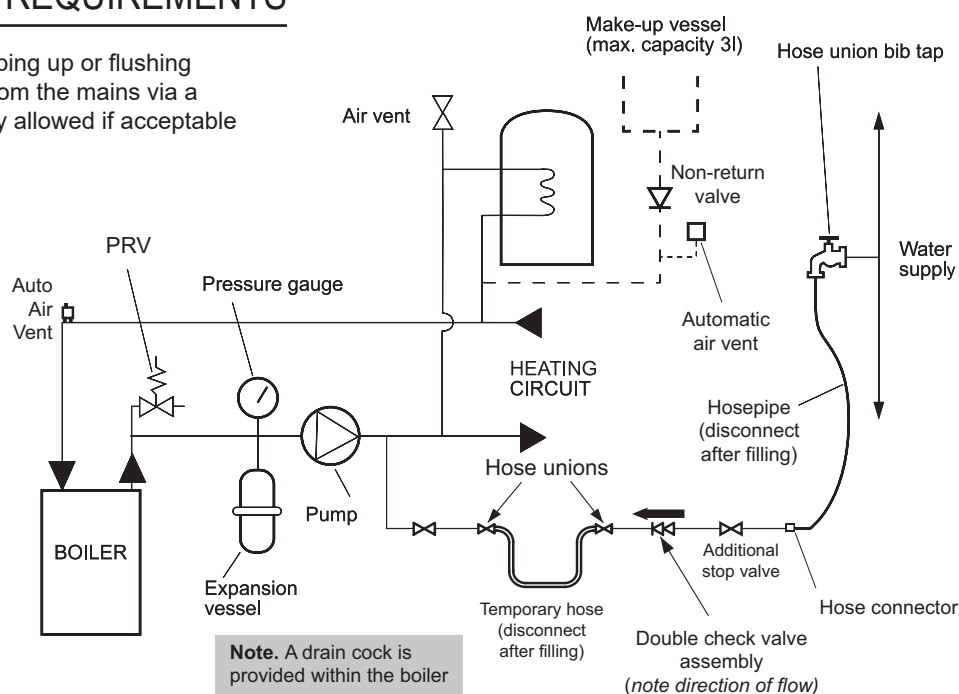 REQUIREMENTS
up or flushing
the mains via a
allowed if acceptable
Make-up vessel
(max. capacity 3l)
Hose union bib tap
Air vent
Non-return
valve
PRV
Water
supply
Pressure gauge
Auto
Air
Vent
Automatic
air vent
HEATING
CIRCUIT
Hosepipe
(disconnect
after filling)
Hose unions
Pump
BOILER
Additional
stop valve
Expansion
vessel
Temporary hose
(disconnect
after filling)
Hose connector
Double check valve
assembly
(note direction of flow)
Note. A drain cock is
provided within the boiler